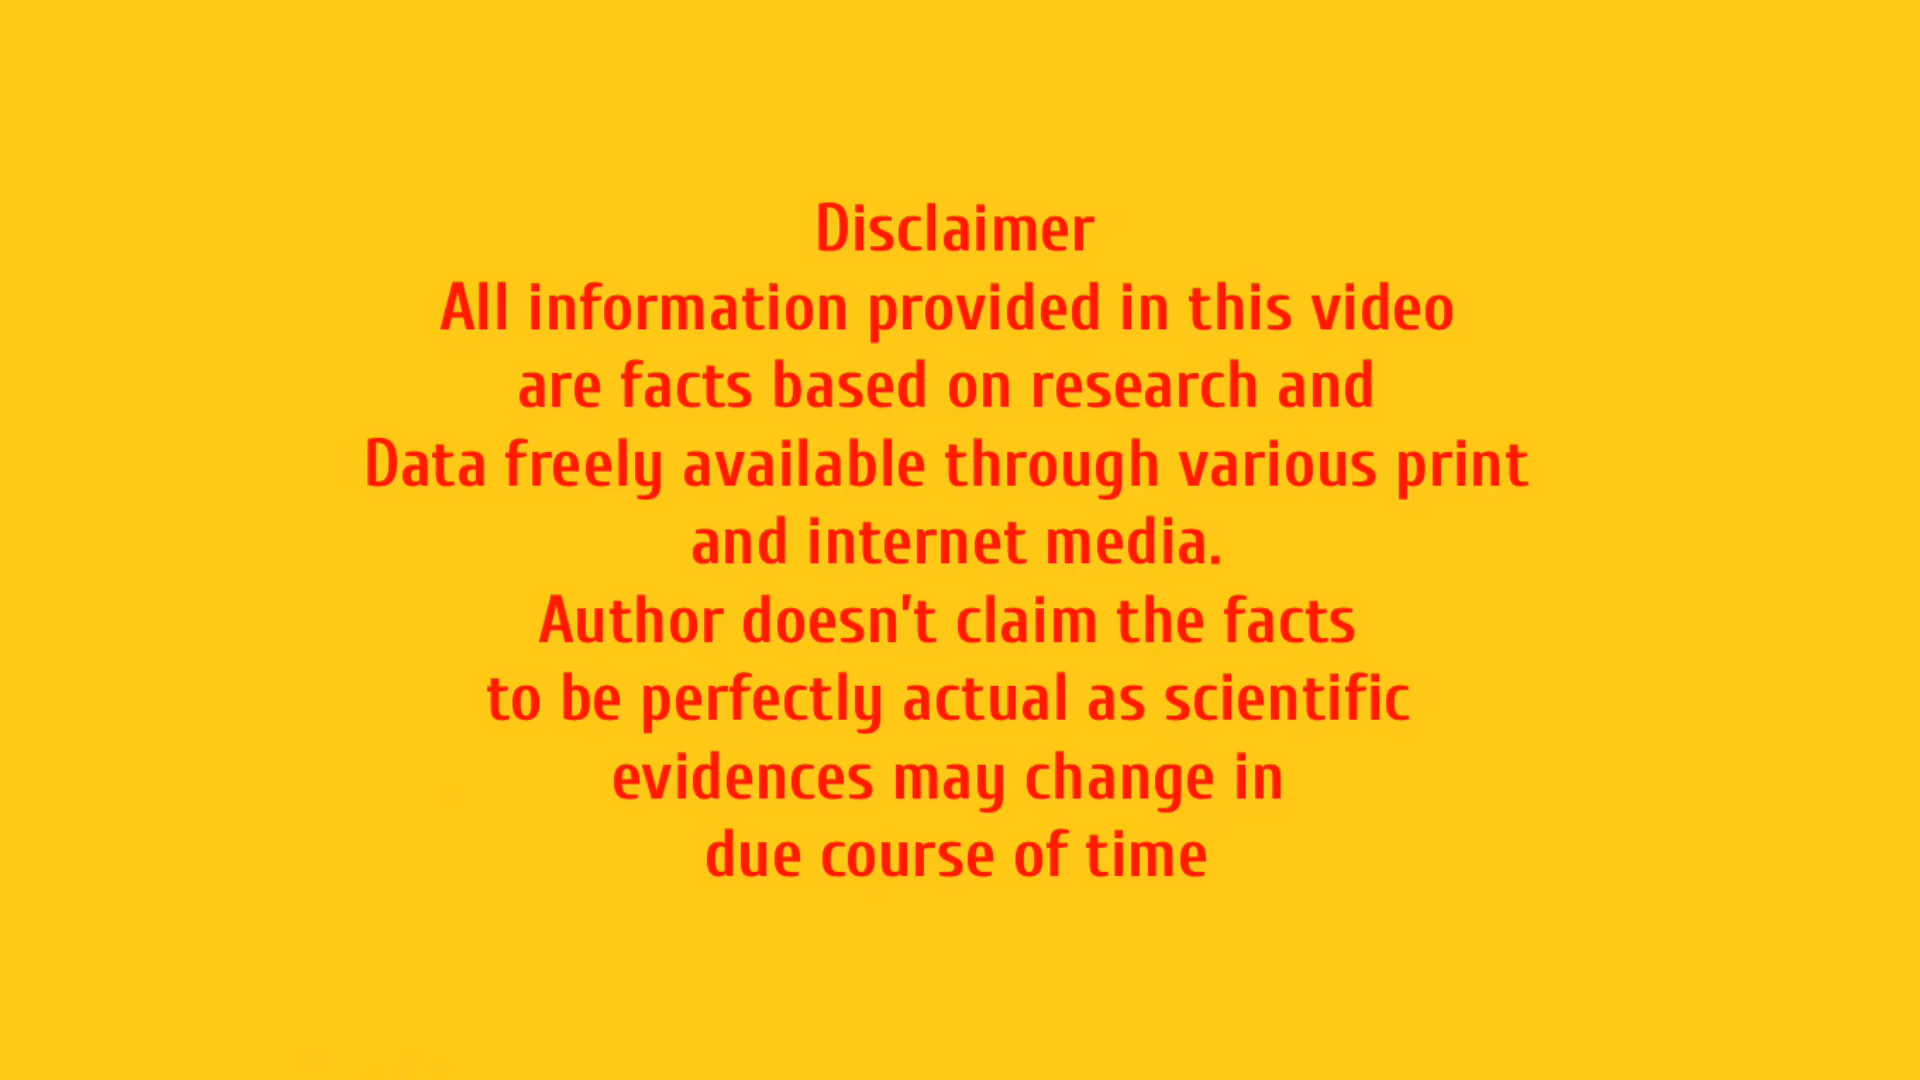 Disclaimer
All information provided in this video
are facts based on research and
Data freely available through various print
and internet media.
Author doesn't claim the facts
to be perfectly actual as scientific
evidences may change in
due course of time